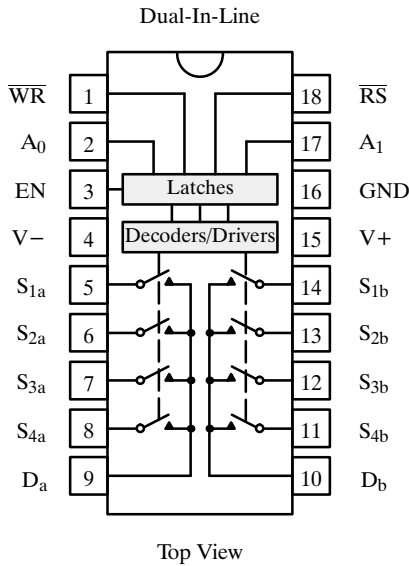 Dual-In-Line
W̅R̅ 1 18 R̅S̅
A0 2 17 A1
EN 3 Latches 16 GND
V− 4 Decoders/Drivers 15 V+
S1a 5 14 S1b
S2a 6 13 S2b
S3a 7 12 S3b
S4a 8 11 S4b
Da 9 10 Db
Top View